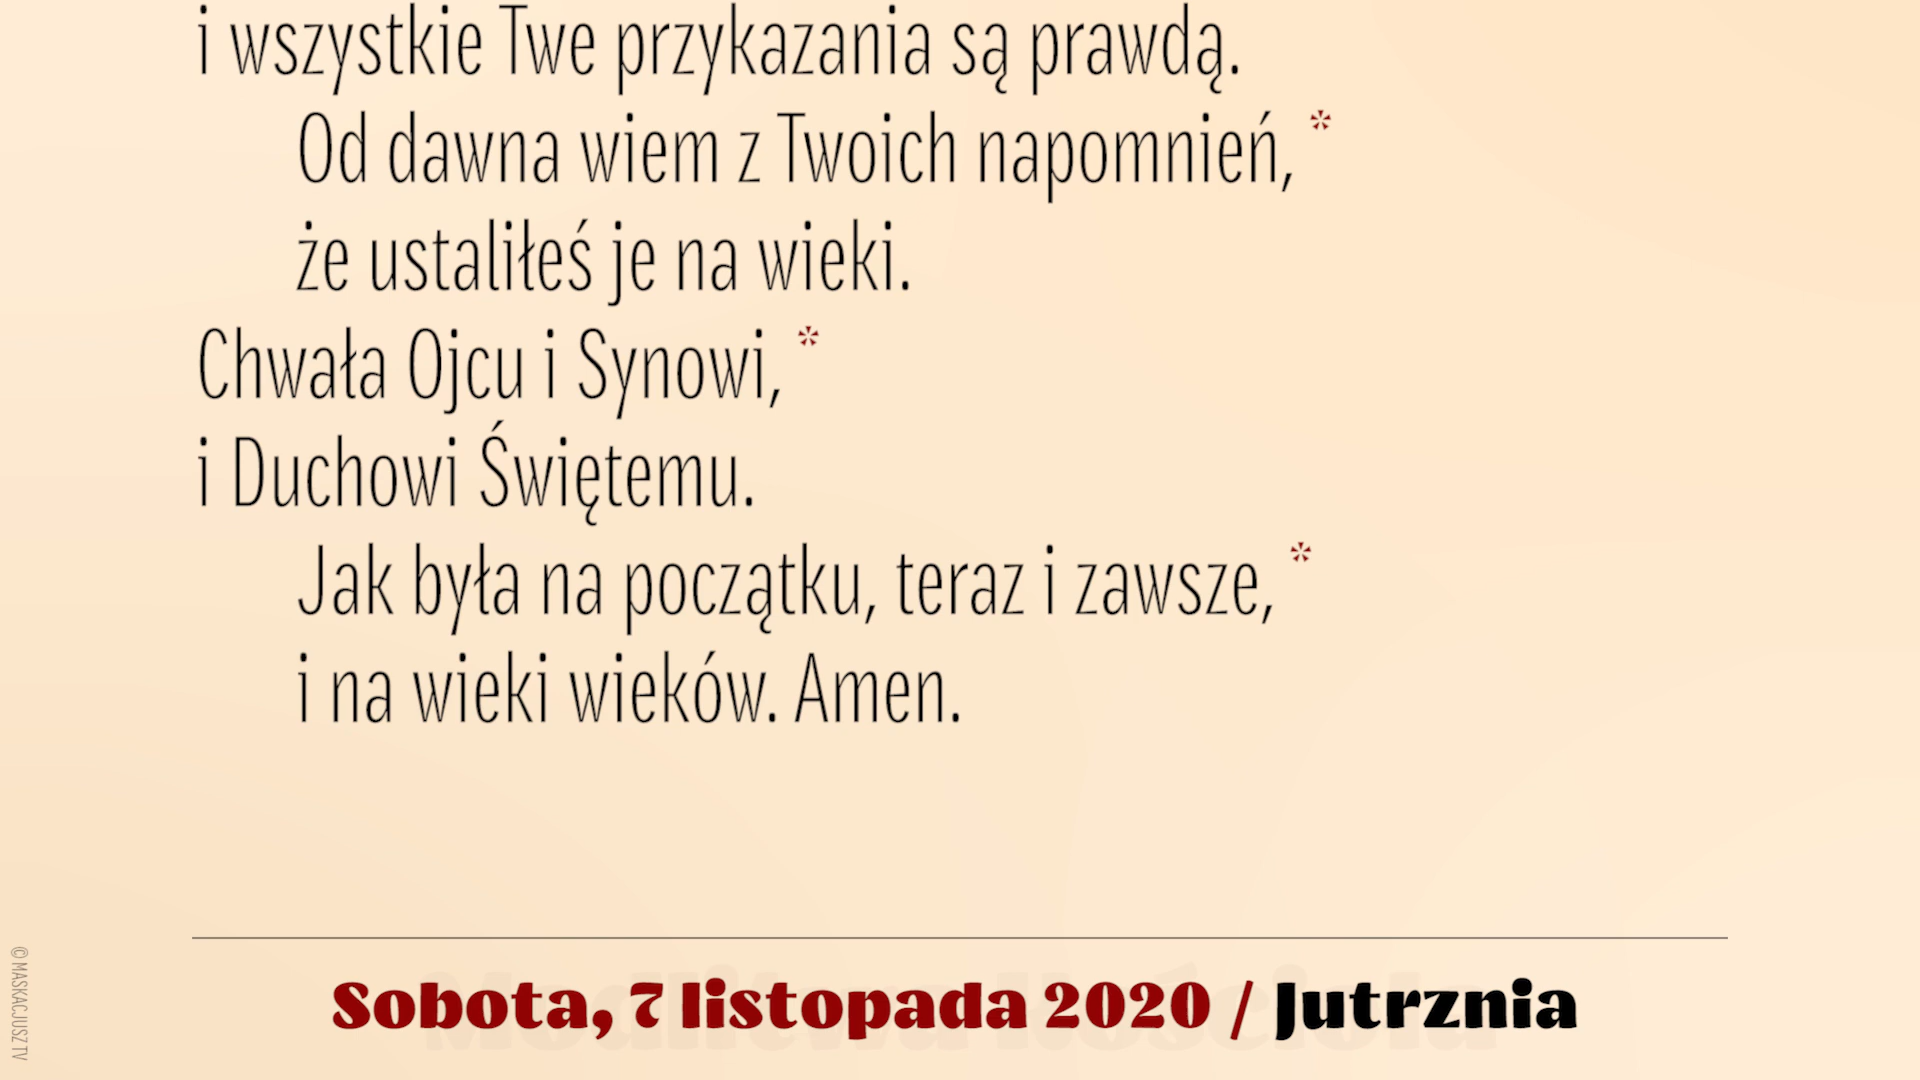 i wszystkie Twe przykazania są prawdą.
Od dawna wiem z Twoich napomnień, *
że ustaliłeś je na wieki.
Chwała Ojcu i Synowi, *
i Duchowi Świętemu.
Jak była na początku, teraz i zawsze, *
i na wieki wieków. Amen.
Sobota, 7 listopada 2020 / Jutrznia
© MASKACJUSZ TV